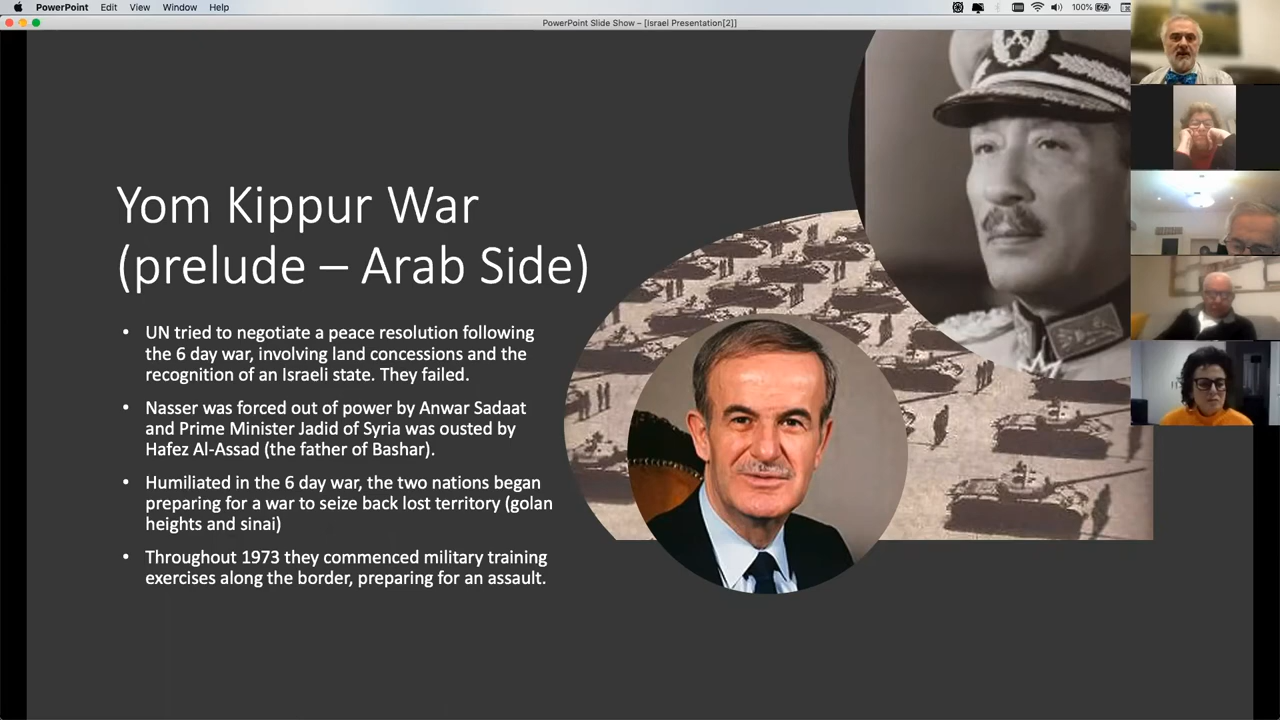 PowerPoint Edit View Window Help 100%
PowerPoint Slide Show – [Israel Presentation[2]]
Yom Kippur War
(prelude – Arab Side)
• UN tried to negotiate a peace resolution following
the 6 day war, involving land concessions and the
recognition of an Israeli state. They failed.
• Nasser was forced out of power by Anwar Sadaat
and Prime Minister Jadid of Syria was ousted by
Hafez Al-Assad (the father of Bashar).
• Humiliated in the 6 day war, the two nations began
preparing for a war to seize back lost territory (golan
heights and sinai)
• Throughout 1973 they commenced military training
exercises along the border, preparing for an assault.